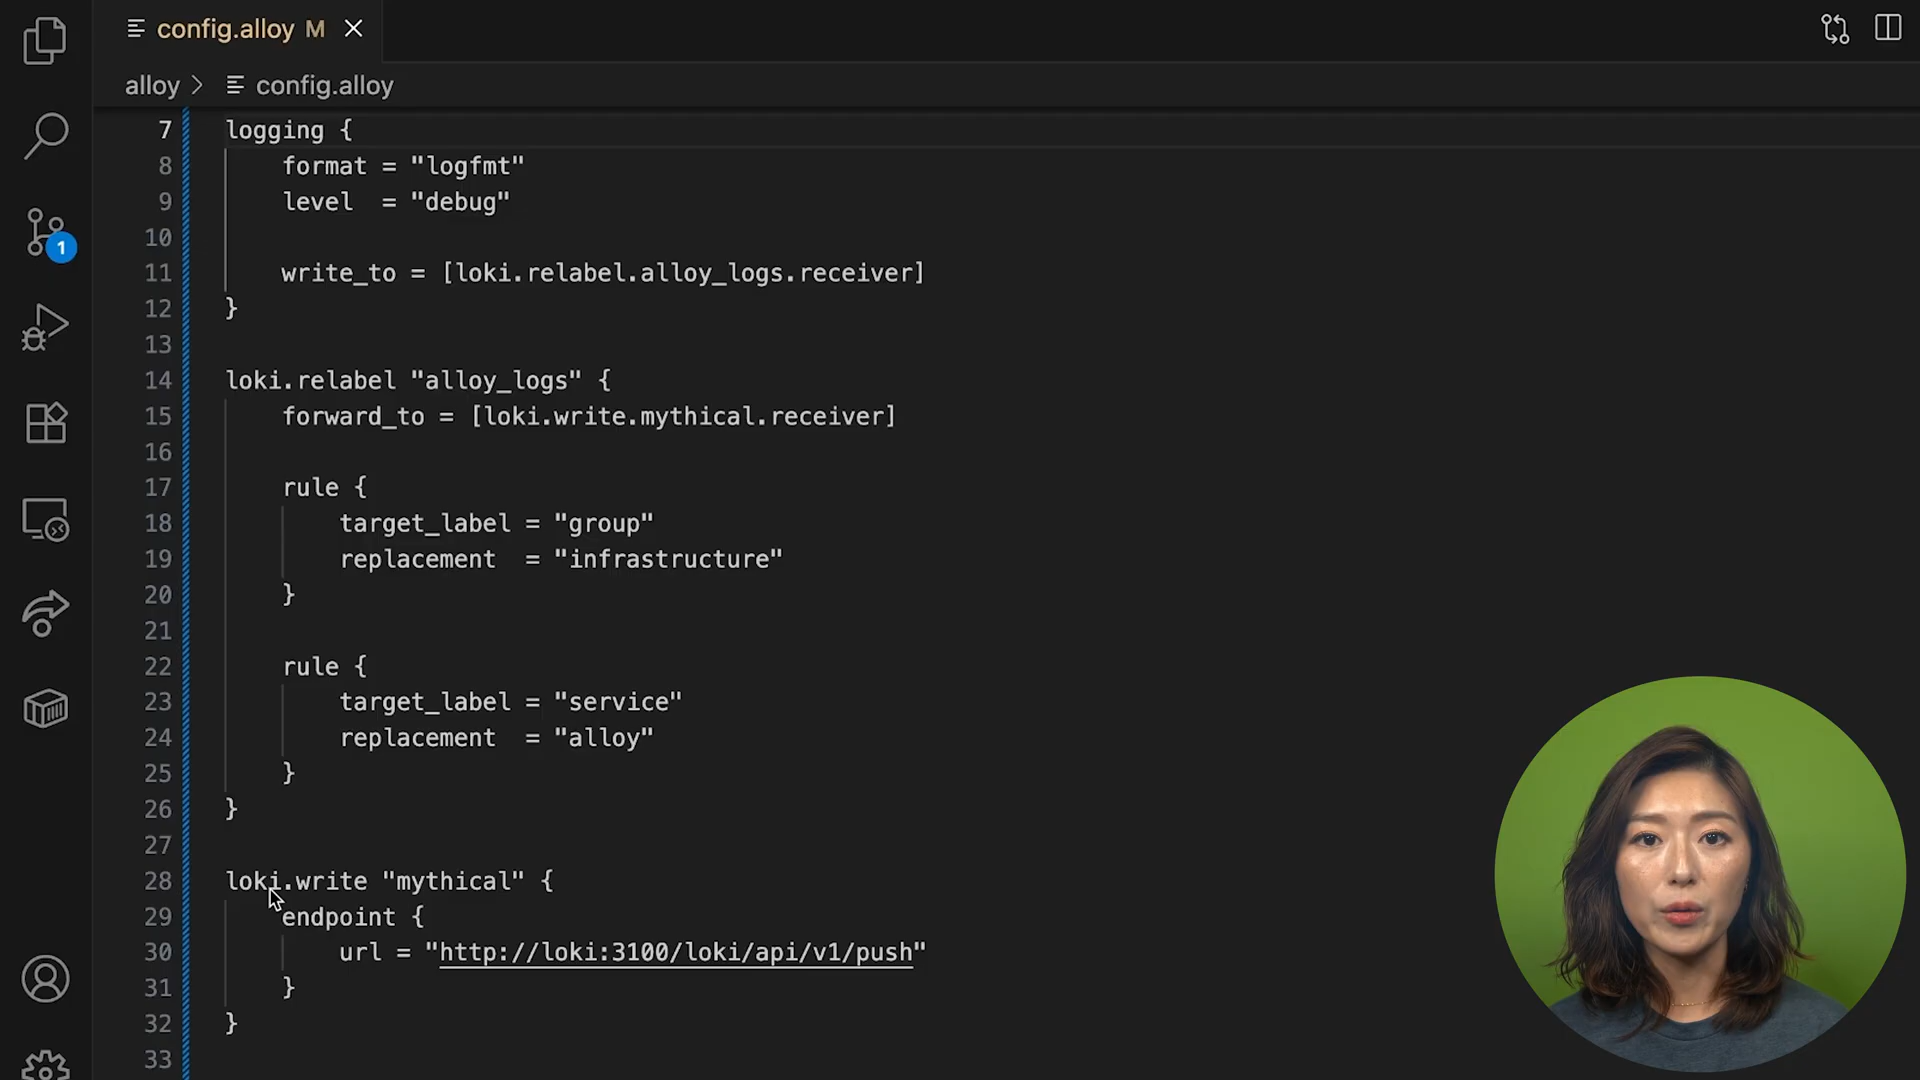 config.alloy M
alloy > config.alloy
7 logging {
8 format = "logfmt"
9 level = "debug"
10
11 write_to = [loki.relabel.alloy_logs.receiver]
12 }
13
14 loki.relabel "alloy_logs" {
15 forward_to = [loki.write.mythical.receiver]
16
17 rule {
18 target_label = "group"
19 replacement = "infrastructure"
20 }
21
22 rule {
23 target_label = "service"
24 replacement = "alloy"
25 }
26 }
27
28 loki.write "mythical" {
29 endpoint {
30 url = "http://loki:3100/loki/api/v1/push"
31 }
32 }
33
1